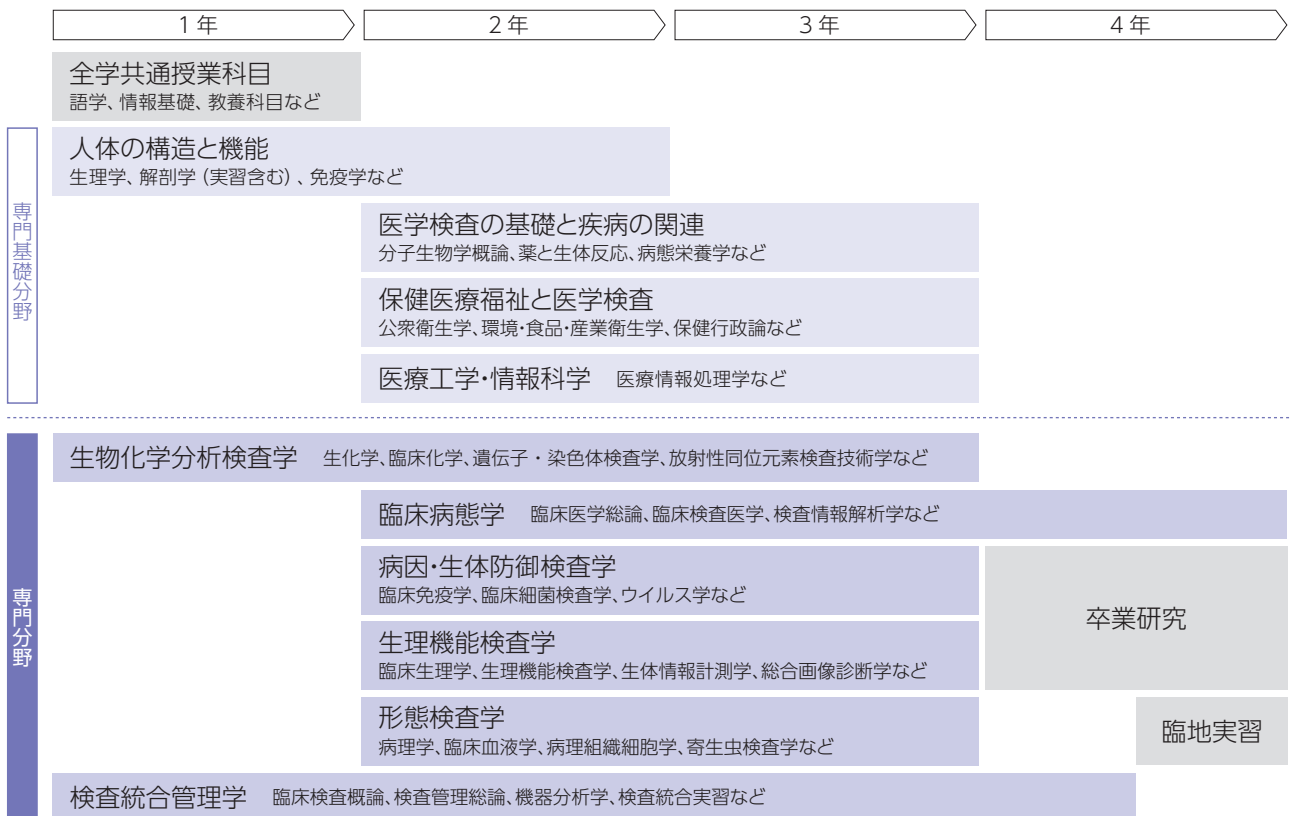 1 年
2 年
3 年
4 年
全学共通授業科目
語学、情報基礎、教養科目など
専門基礎分野
人体の構造と機能
生理学、解剖学（実習含む）、免疫学など
医学検査の基礎と疾病の関連
分子生物学概論、薬と生体反応、病態栄養学など
保健医療福祉と医学検査
公衆衛生学、環境・食品・産業衛生学、保健行政論など
医療工学・情報科学 医療情報処理学など
専門分野
生物化学分析検査学 生化学、臨床化学、遺伝子・染色体検査学、放射性同位元素検査技術学など
臨床病態学 臨床医学総論、臨床検査医学、検査情報解析学など
病因・生体防御検査学
臨床免疫学、臨床細菌検査学、ウイルス学など
生理機能検査学
臨床生理学、生理機能検査学、生体情報計測学、総合画像診断学など
卒業研究
形態検査学
病理学、臨床血液学、病理組織細胞学、寄生虫検査学など
臨地実習
検査統合管理学 臨床検査概論、検査管理総論、機器分析学、検査統合実習など